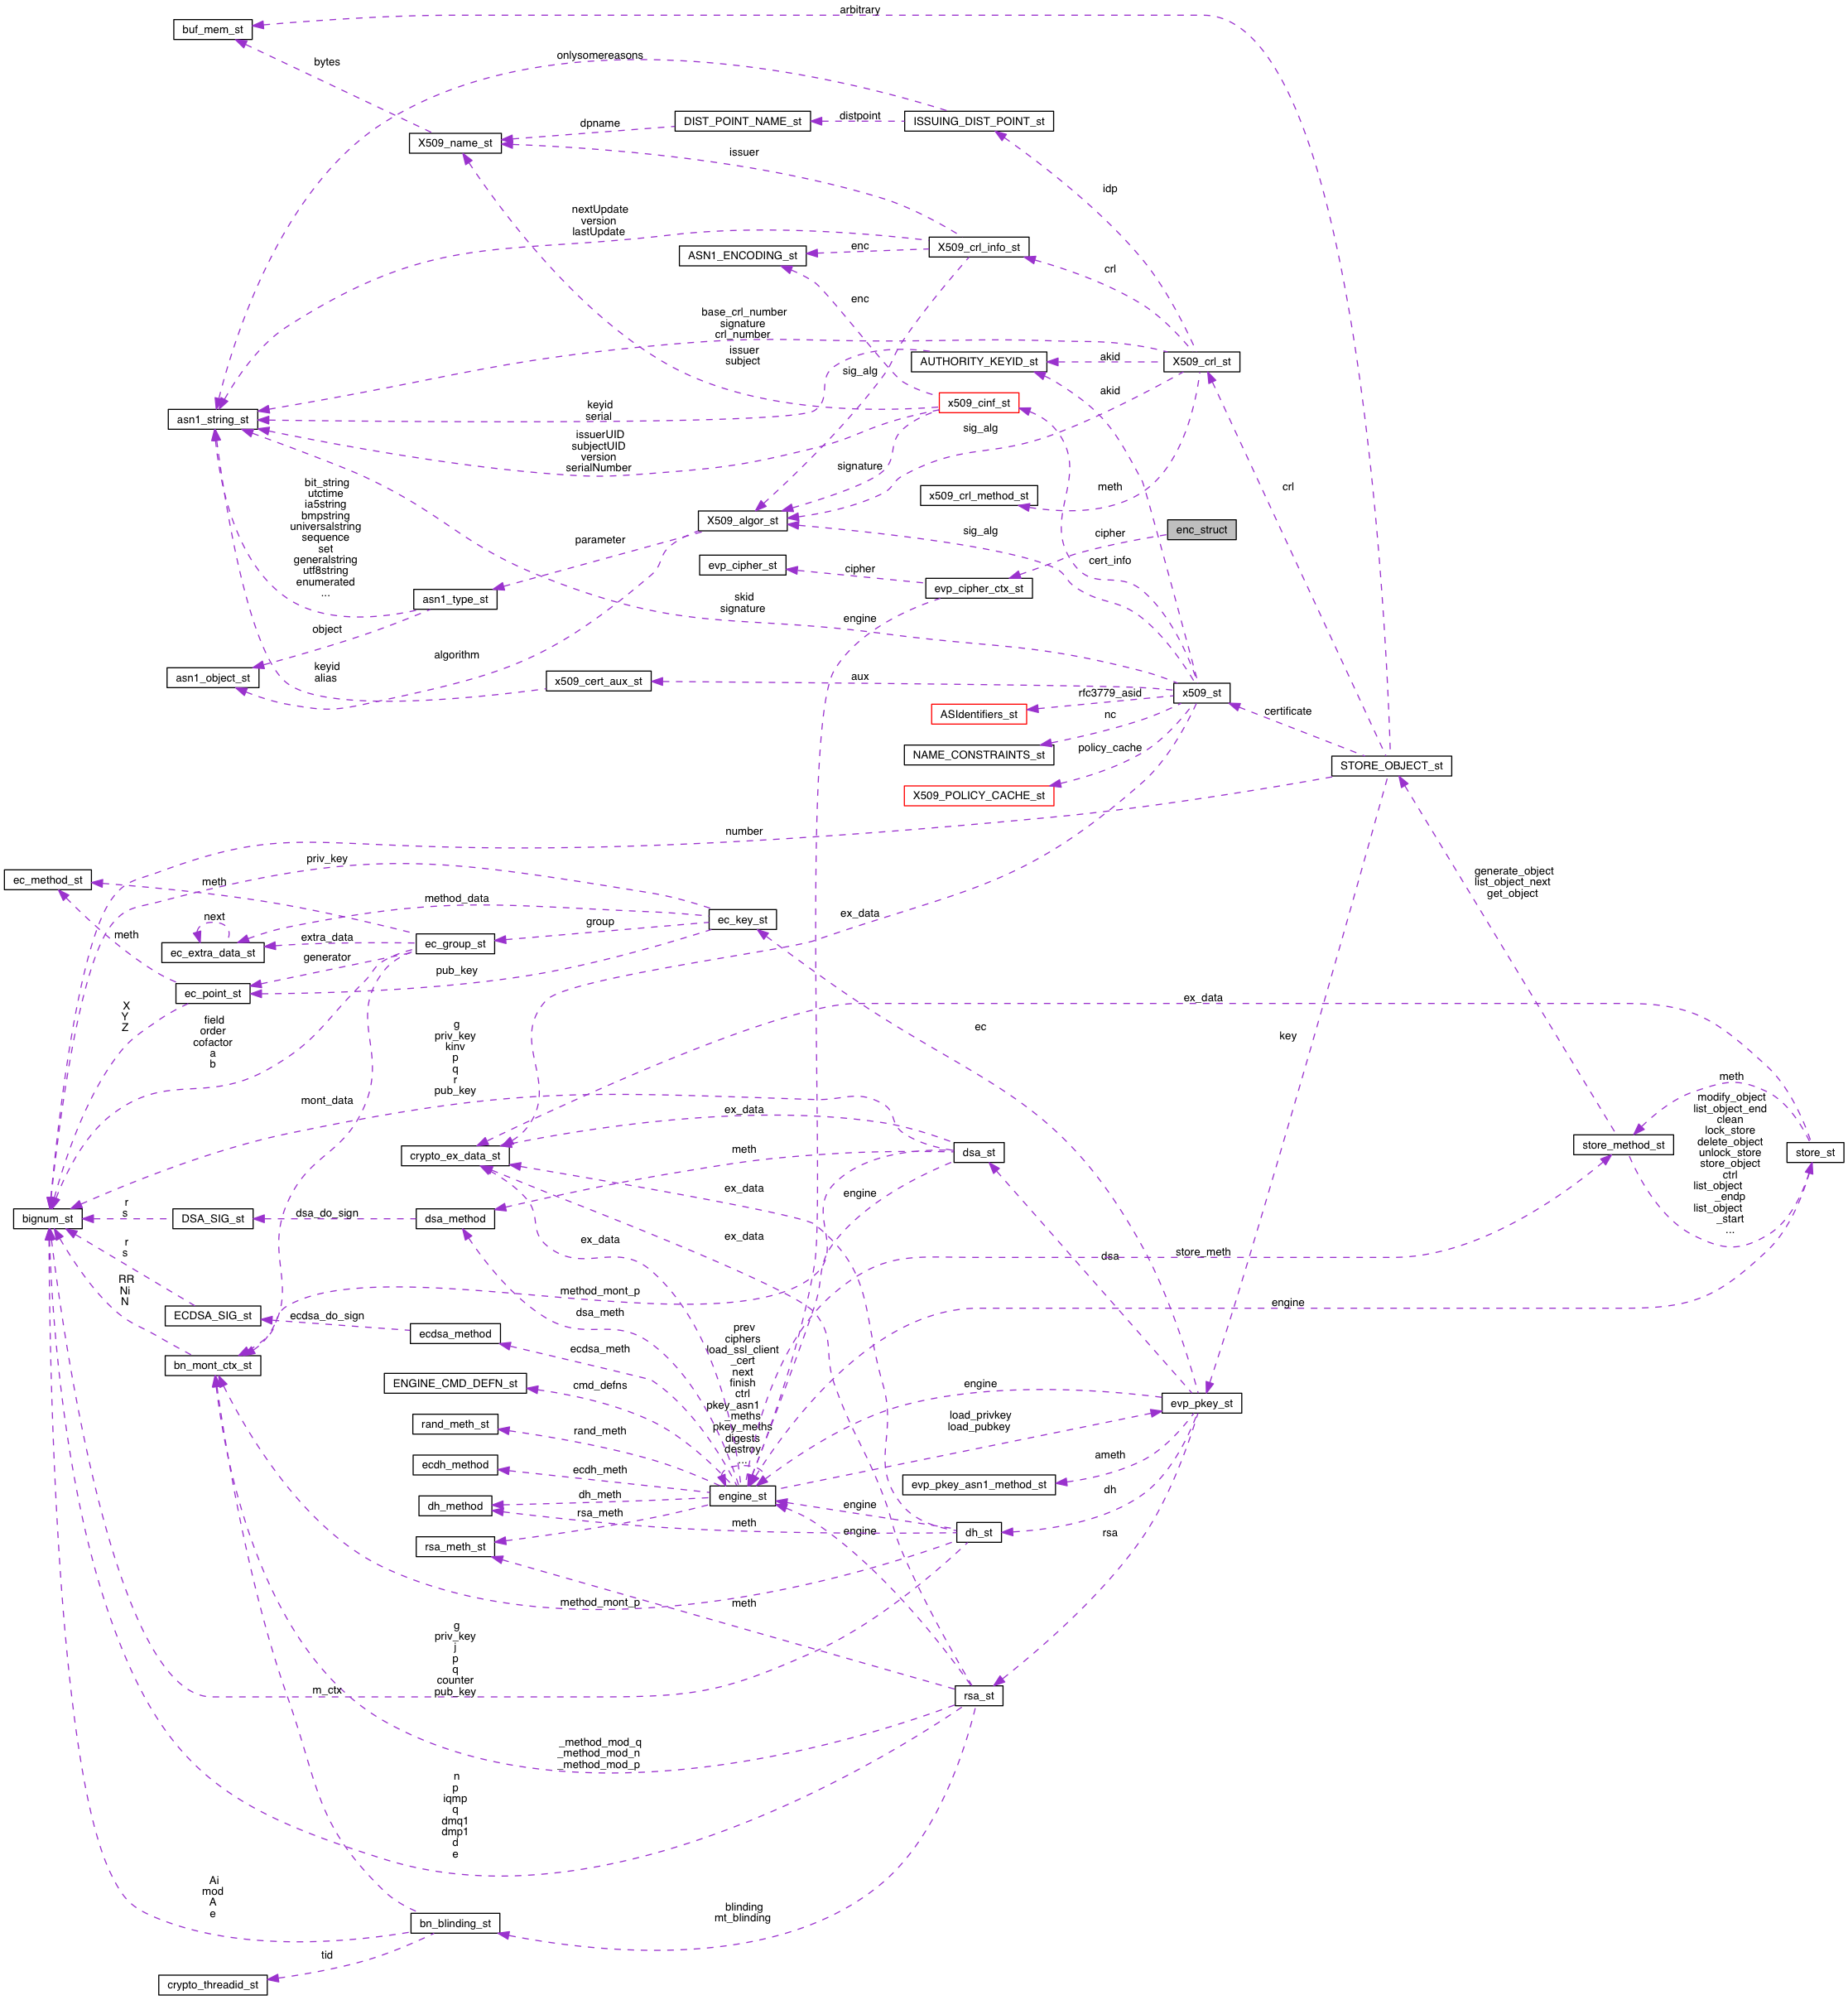 arbitrary
buf_mem_st
onlysomereasons
bytes
DIST_POINT_NAME_st
distpoint
ISSUING_DIST_POINT_st
dpname
X509_name_st
issuer
idp
nextUpdate
version
lastUpdate
X509_crl_info_st
enc
ASN1_ENCODING_st
crl
enc
base_crl_number
signature
crl_number
issuer
subject
AUTHORITY_KEYID_st
akid
X509_crl_st
sig_alg
akid
x509_cinf_st
keyid
serial
asn1_string_st
sig_alg
issuerUID
subjectUID
version
serialNumber
signature
bit_string
utctime
ia5string
bmpstring
universalstring
sequence
set
generalstring
utf8string
enumerated
...
meth
crl
x509_crl_method_st
X509_algor_st
enc_struct
sig_alg
cipher
parameter
cert_info
evp_cipher_st
cipher
evp_cipher_ctx_st
asn1_type_st
skid
signature
engine
object
algorithm
keyid
alias
asn1_object_st
x509_cert_aux_st
aux
x509_st
rfc3779_asid
ASIdentifiers_st
nc
certificate
NAME_CONSTRAINTS_st
policy_cache
STORE_OBJECT_st
X509_POLICY_CACHE_st
number
priv_key
generate_object
list_object_next
get_object
ec_method_st
meth
method_data
next
ex_data
ec_key_st
group
extra_data
ec_group_st
ec_extra_data_st
meth
generator
pub_key
ec_point_st
ex_data
X
Y
Z
field
order
cofactor
a
b
g
priv_key
kinv
p
q
r
pub_key
ec
key
meth
mont_data
ex_data
modify_object
list_object_end
clean
lock_store
delete_object
unlock_store
store_object
ctrl
list_object
_endp
list_object
_start
...
store_method_st
store_st
crypto_ex_data_st
meth
dsa_st
ex_data
engine
r
s
bignum_st
DSA_SIG_st
dsa_do_sign
dsa_method
r
s
ex_data
ex_data
dsa
store_meth
RR
Ni
N
method_mont_p
engine
ECDSA_SIG_st
ecdsa_do_sign
dsa_meth
ecdsa_method
prev
ciphers
load_ssl_client
_cert
next
finish
ctrl
pkey_asn1
_meths
pkey_meths
digests
destroy
...
ecdsa_meth
bn_mont_ctx_st
ENGINE_CMD_DEFN_st
cmd_defns
engine
evp_pkey_st
rand_meth_st
rand_meth
load_privkey
load_pubkey
ecdh_method
ecdh_meth
ameth
evp_pkey_asn1_method_st
dh
engine_st
dh_method
dh_meth
rsa_meth
engine
meth
engine
dh_st
rsa
rsa_meth_st
method_mont_p
meth
g
priv_key
j
p
q
counter
pub_key
m_ctx
rsa_st
_method_mod_q
_method_mod_n
_method_mod_p
n
p
iqmp
q
dmq1
dmp1
d
e
Ai
mod
A
e
blinding
mt_blinding
bn_blinding_st
tid
crypto_threadid_st